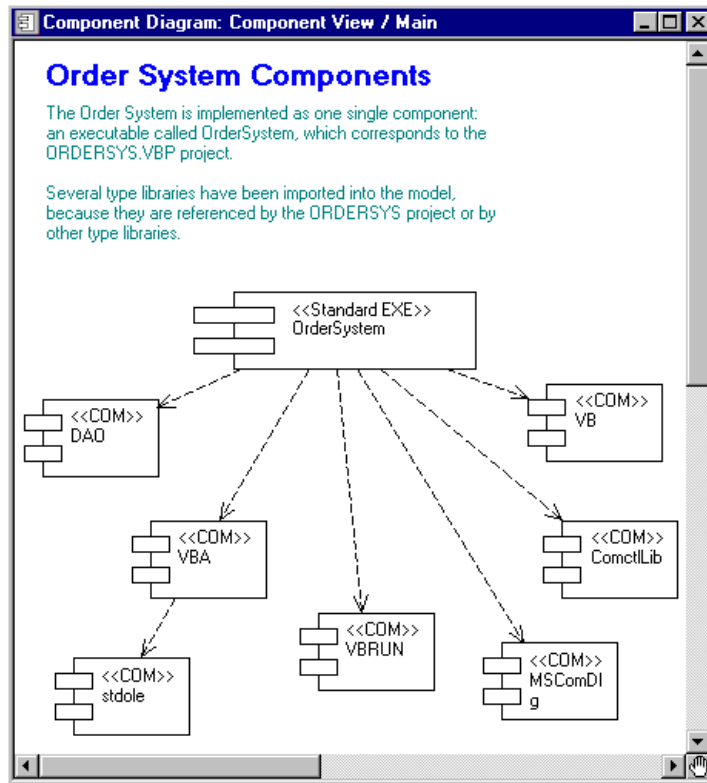 Component Diagram: Component View / Main
Order System Components
The Order System is implemented as one single component:
an executable called OrderSystem, which corresponds to the
ORDERSYS.VBP project.
Several type libraries have been imported into the model,
because they are referenced by the ORDERSYS project or by
other type libraries.
<<Standard EXE>>
OrderSystem
<<COM>>
DAO
<<COM>>
VB
<<COM>>
VBA
<<COM>>
ComctlLib
<<COM>>
VBRUN
<<COM>>
MSComDl
g
<<COM>>
stdole